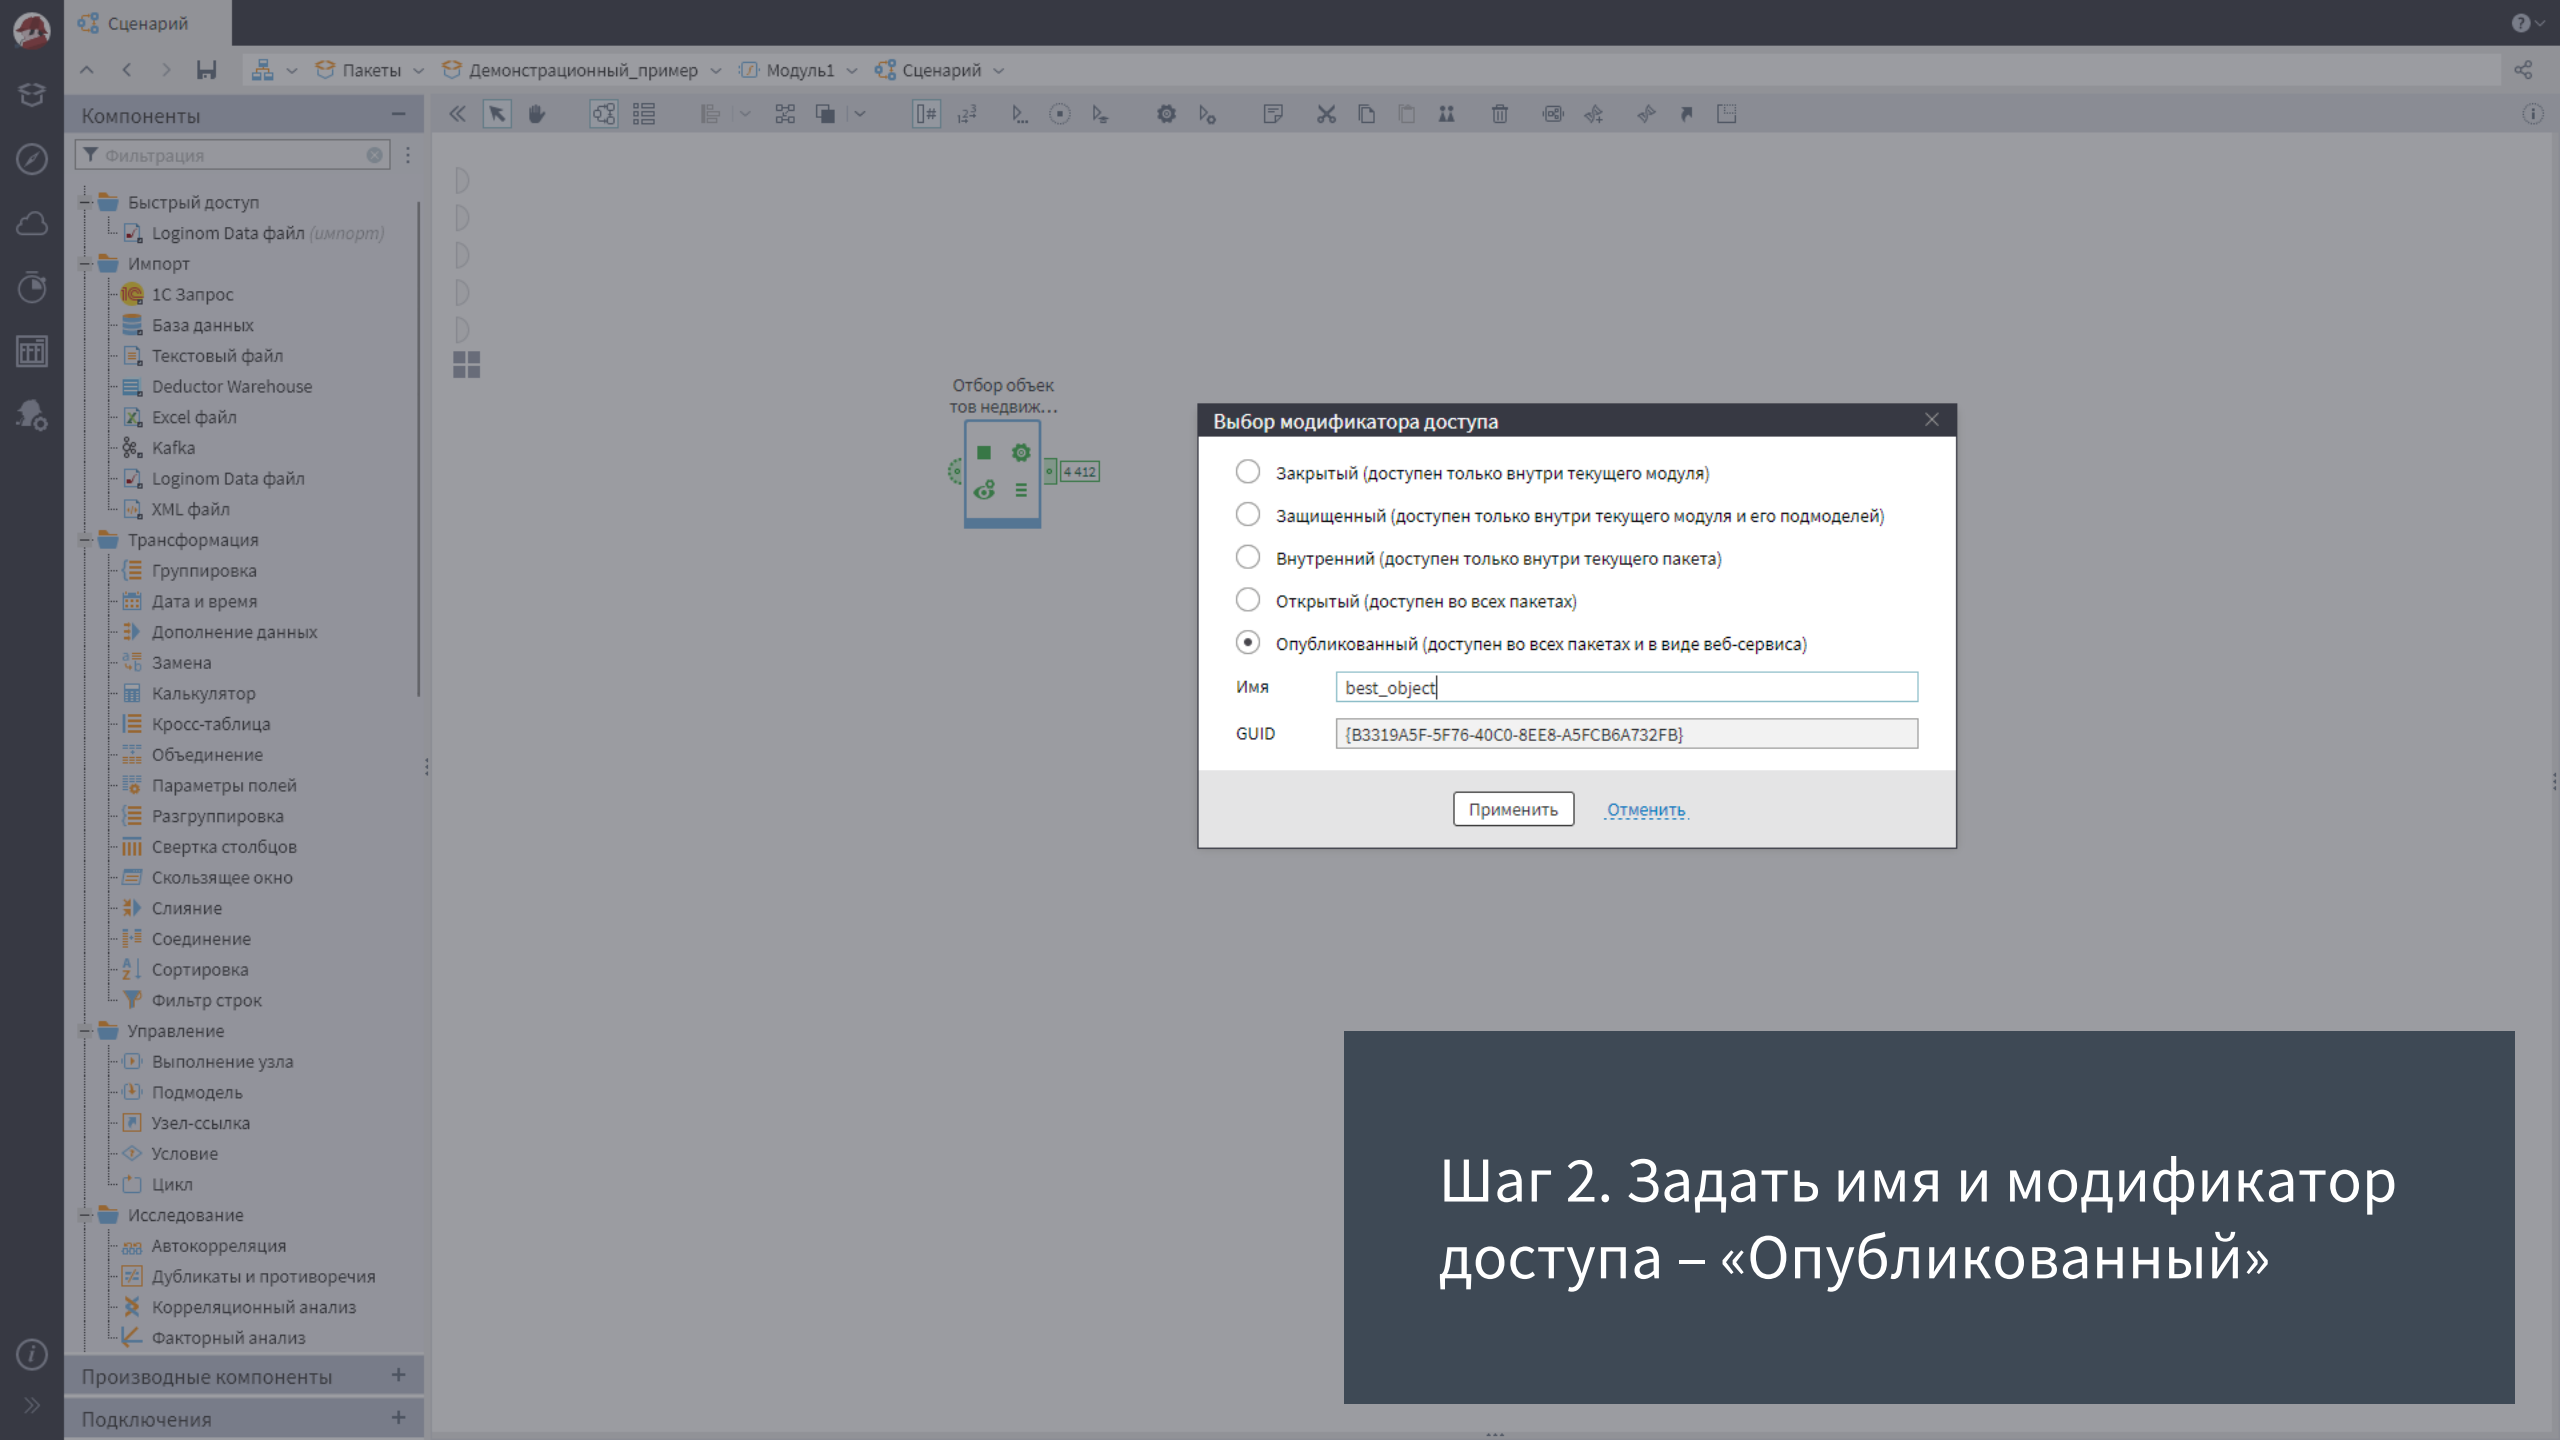 Сценарий
Пакеты
Демонстрационный_пример
Модуль1
Сценарий
Компоненты
Фильтрация
Быстрый доступ
Loginom Data файл (импорт)
Импорт
1С Запрос
База данных
Текстовый файл
Deductor Warehouse
Excel файл
Kafka
Loginom Data файл
XML файл
Трансформация
Группировка
Дата и время
Дополнение данных
Замена
Калькулятор
Кросс-таблица
Объединение
Параметры полей
Разгруппировка
Свертка столбцов
Скользящее окно
Слияние
Соединение
Сортировка
Фильтр строк
Управление
Выполнение узла
Подмодель
Узел-ссылка
Условие
Цикл
Исследование
Автокорреляция
Дубликаты и противоречия
Корреляционный анализ
Факторный анализ
Производные компоненты
Подключения
Отбор объек
тов недвиж...
4 412
Выбор модификатора доступа
Закрытый (доступен только внутри текущего модуля)
Защищенный (доступен только внутри текущего модуля и его подмоделей)
Внутренний (доступен только внутри текущего пакета)
Открытый (доступен во всех пакетах)
Опубликованный (доступен во всех пакетах и в виде веб-сервиса)
Имя
best_object
GUID
{B3319A5F-5F76-40C0-8EE8-A5FCB6A732FB}
Применить
Отменить
Шаг 2. Задать имя и модификатор
доступа – «Опубликованный»